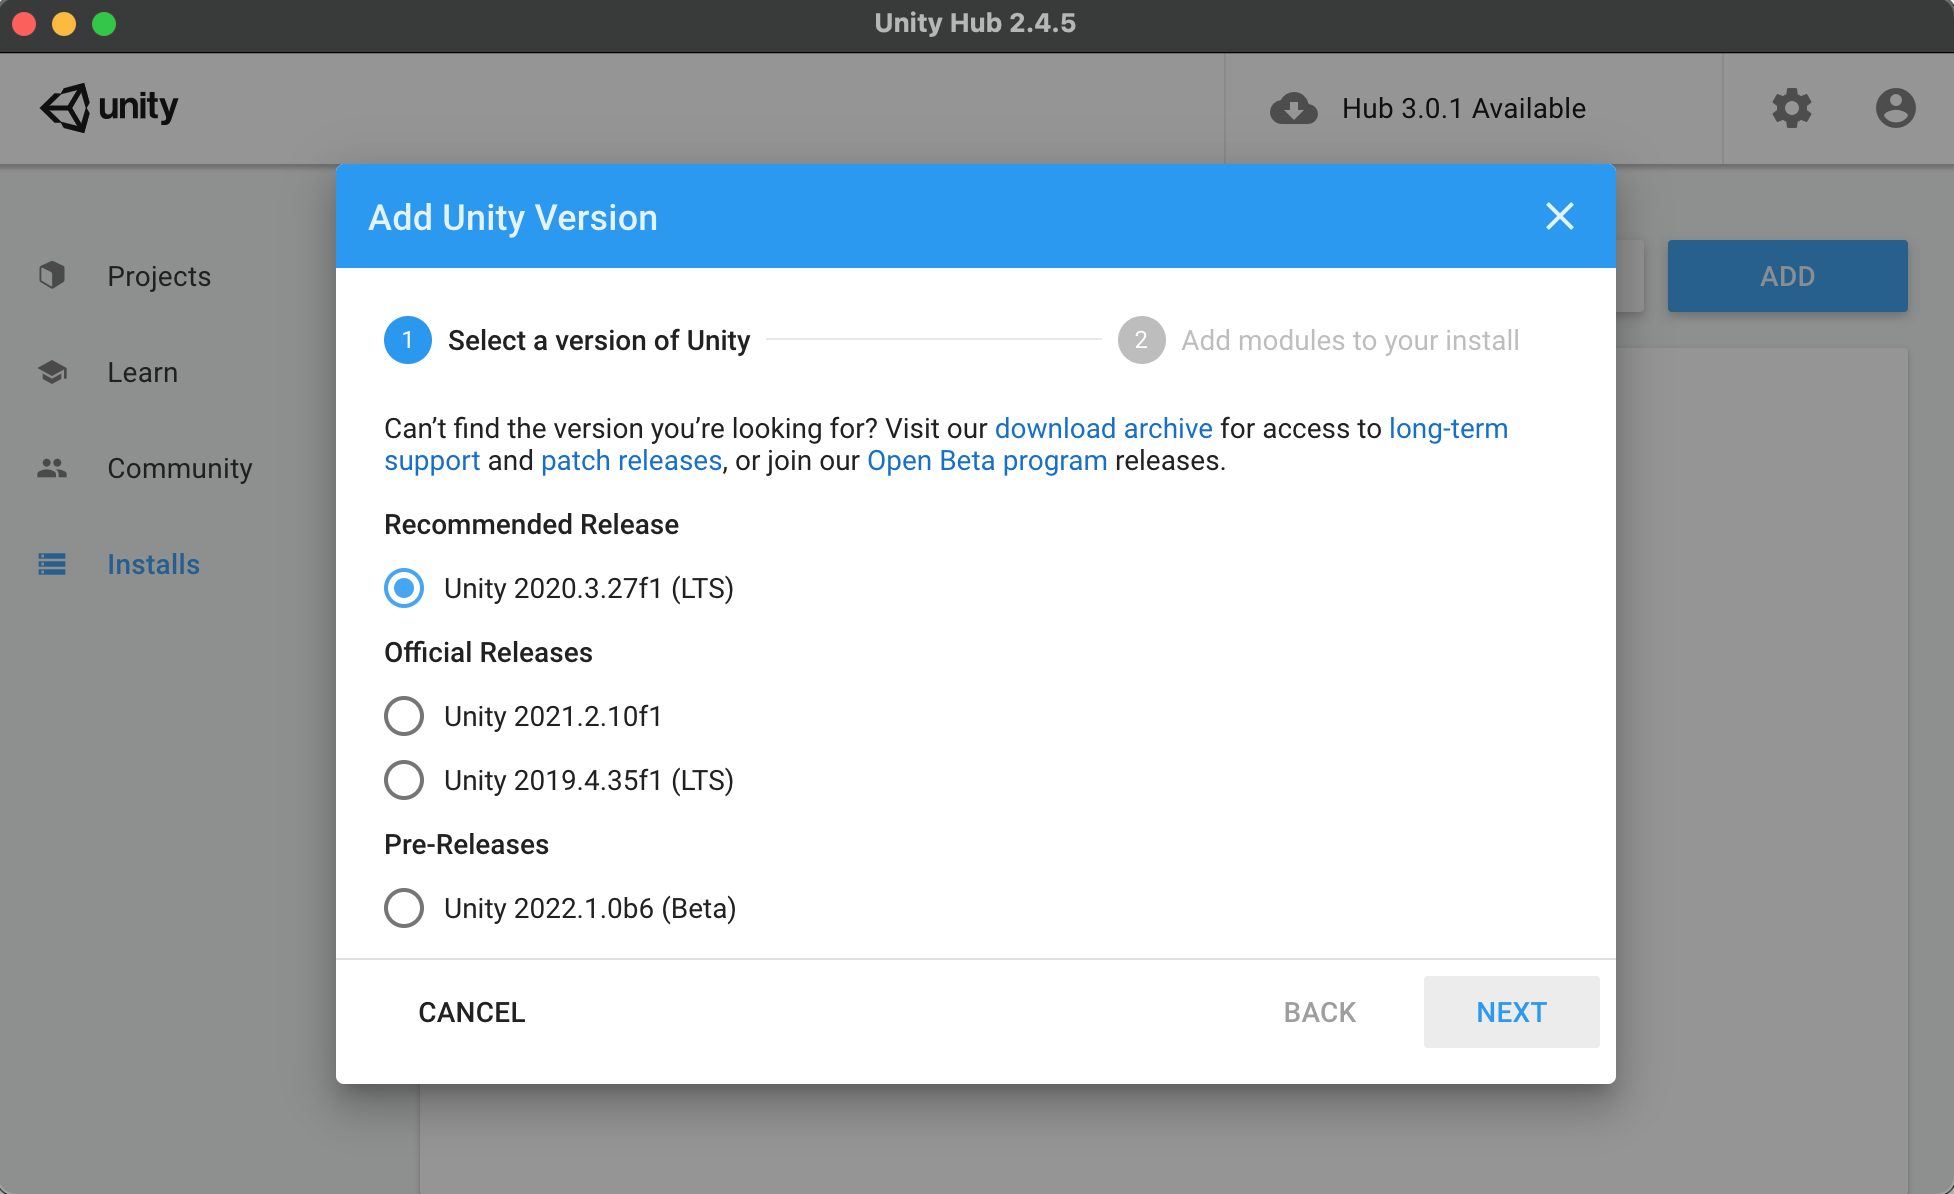 Unity Hub 2.4.5
unity
Hub 3.0.1 Available
Add Unity Version
ADD
Projects
Learn
Community
Installs
1 Select a version of Unity
2 Add modules to your install
Can’t find the version you’re looking for? Visit our download archive for access to long-term
support and patch releases, or join our Open Beta program releases.
Recommended Release
Unity 2020.3.27f1 (LTS)
Official Releases
Unity 2021.2.10f1
Unity 2019.4.35f1 (LTS)
Pre-Releases
Unity 2022.1.0b6 (Beta)
CANCEL
BACK
NEXT